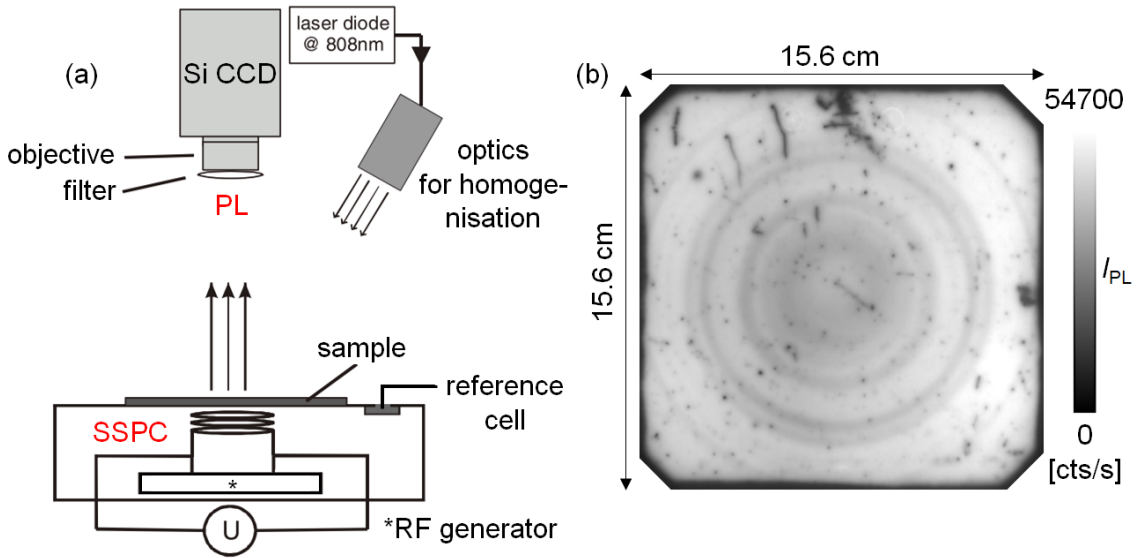 (a)
Si CCD
laser diode
@ 808nm
objective
filter
PL
optics
for homoge-
nisation
sample
reference
cell
SSPC
*
U
*RF generator
(b)
15.6 cm
15.6 cm
54700
I_PL
0
[cts/s]